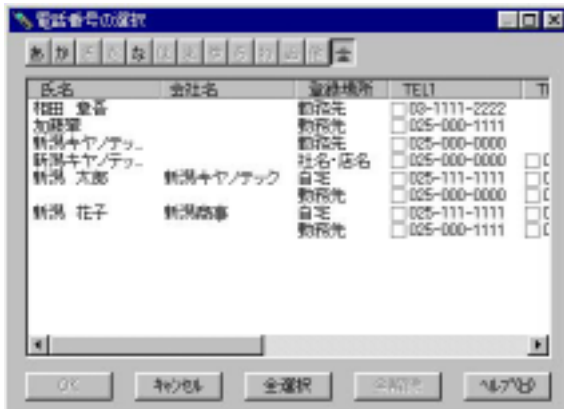 電話番号の選択
あ か さ た な は ま や ら わ 他 全
氏名 会社名 登録場所 TEL1
相田 勤務先 03-1111-2222
加藤 勤務先 025-000-1111
新潟キヤノテッ... 勤務先 025-000-0000
新潟キヤノテッ... 社名・店名 025-000-0000
新潟 太郎 新潟キヤノテック 自宅 025-111-1111
勤務先 025-000-0000
新潟 花子 新潟商事 自宅 025-111-1111
勤務先 025-000-1111
OK キャンセル 全選択 全解除 ヘルプ(H)